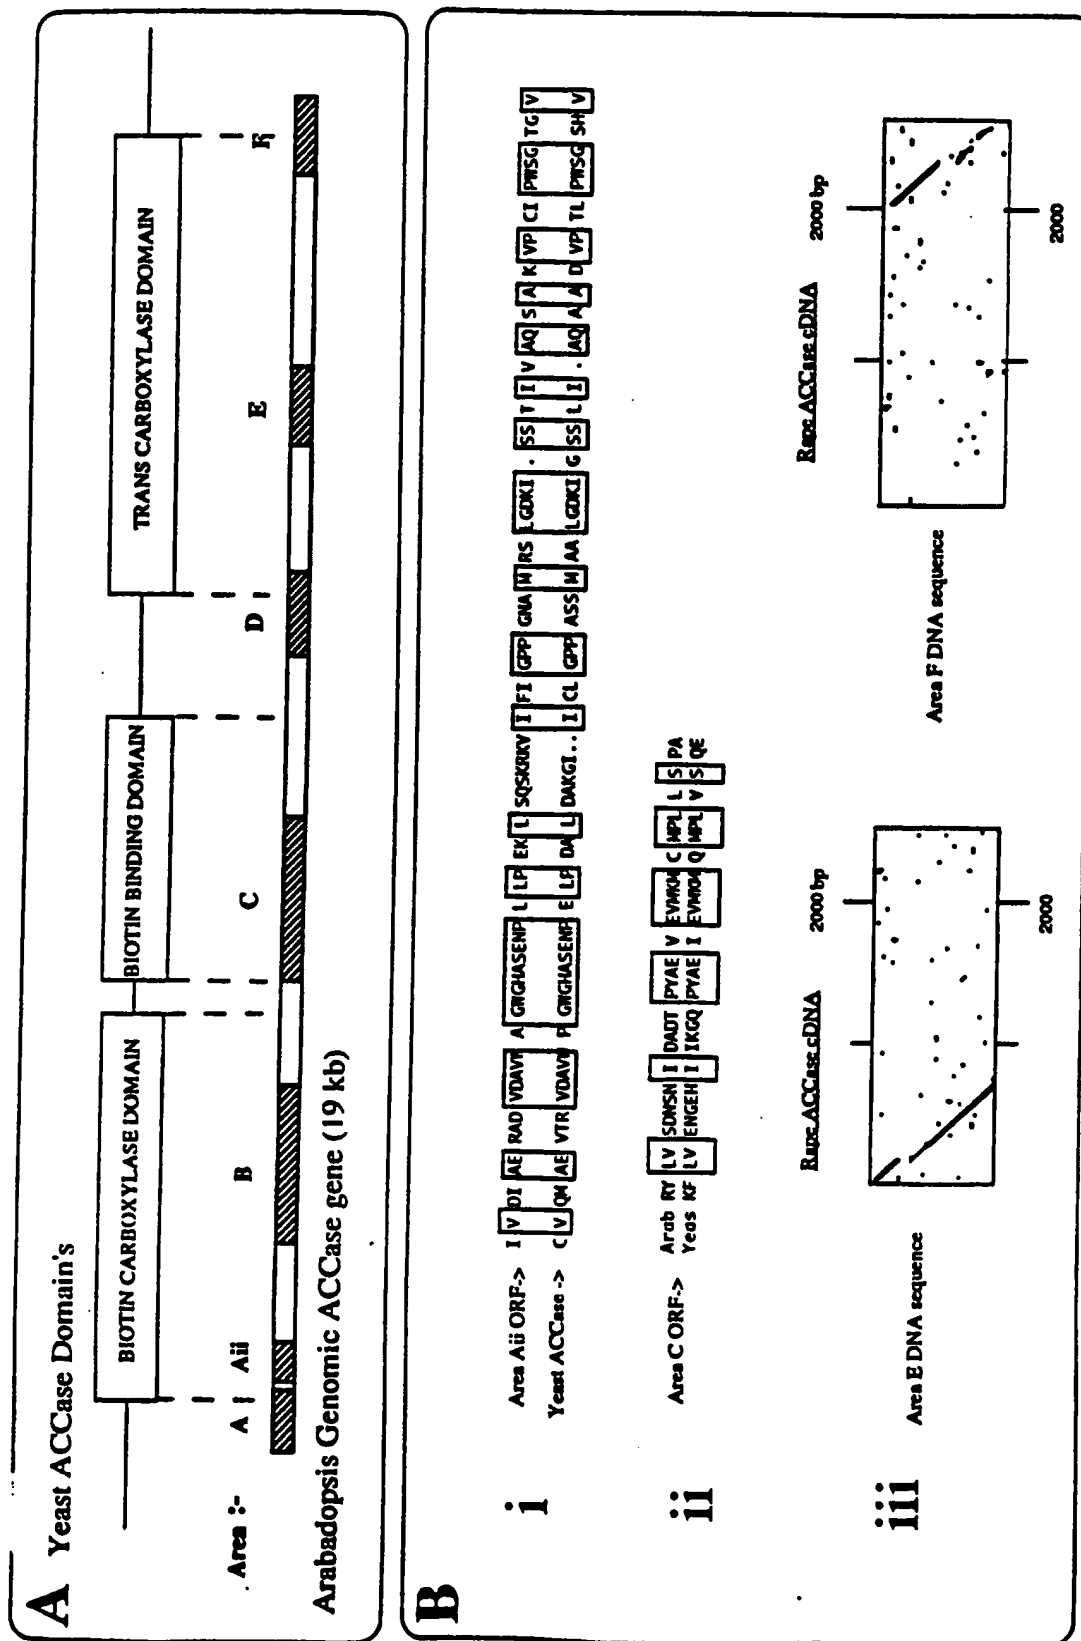 A Yeast ACCase Domain's
BIOTIN CARBOXYLASE DOMAIN
BIOTIN BINDING DOMAIN
TRANS CARBOXYLASE DOMAIN
Area :- A Aii B C D E F
Arabadopsis Genomic ACCase gene (19 kb)
B
i
Area Aii ORF-> I V DI AE RAD VDAVW A GWGHASENP L LP EK L SQSKRKV I FI GPP GNA M RS LGDKI . SS T I V AQ S A K VP CI PWSG TG V
Yeast ACCase -> C V QM AE VTR VDAVW P GWGHASENP E LP DA L DAKGI.. I CL GPP ASS M AA LGDKI G SS L I . AQ A A D VP TL PWSG SH V
ii
Area C ORF-> Arab RY LV SDNSN I DADT PYAE V EVMKM C MPL L S PA
Yeas KF LV ENGEH I IKGQ PYAE I EVMKM Q MPL V S QE
iii
Rape ACCase cDNA
2000 bp
Area E DNA sequence
2000
Rape ACCase cDNA
2000 bp
Area F DNA sequence
2000